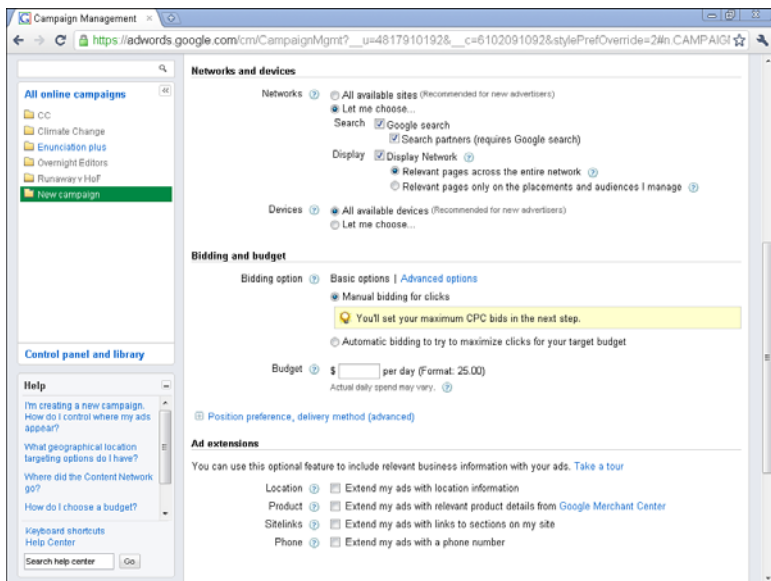 Campaign Management
https://adwords.google.com/cm/CampaignMgmt?__u=4817910192&__c=6102091092&stylePrefOverride=2#n.CAMPAIG
All online campaigns
CC
Climate Change
Enunciation plus
Overnight Editors
Runaway v HoF
New campaign
Control panel and library
Help
I'm creating a new campaign.
How do I control where my ads
appear?
What geographical location
targeting options do I have?
Where did the Content Network
go?
How do I choose a budget?
Keyboard shortcuts
Help Center
Search help center Go
Networks and devices
Networks ? All available sites (Recommended for new advertisers)
Let me choose...
Search Google search
Search partners (requires Google search)
Display Display Network ?
Relevant pages across the entire network ?
Relevant pages only on the placements and audiences I manage ?
Devices ? All available devices (Recommended for new advertisers)
Let me choose...
Bidding and budget
Bidding option ? Basic options | Advanced options
Manual bidding for clicks
You'll set your maximum CPC bids in the next step.
Automatic bidding to try to maximize clicks for your target budget
Budget ? $ per day (Format: 25.00)
Actual daily spend may vary. ?
Position preference, delivery method (advanced)
Ad extensions
You can use this optional feature to include relevant business information with your ads. Take a tour
Location ? Extend my ads with location information
Product ? Extend my ads with relevant product details from Google Merchant Center
Sitelinks ? Extend my ads with links to sections on my site
Phone ? Extend my ads with a phone number